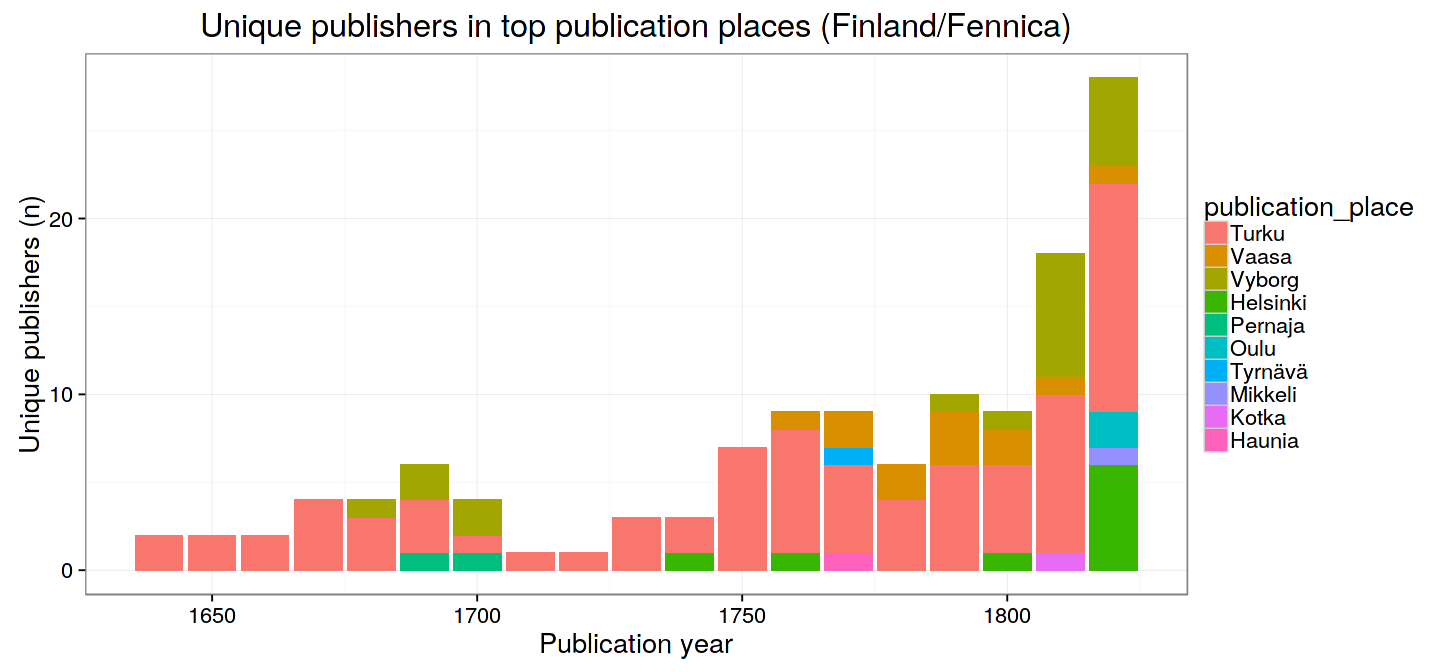 Unique publishers in top publication places (Finland/Fennica)
Unique publishers (n)
20
10
0
1650
1700
1750
1800
Publication year
publication_place
Turku
Vaasa
Vyborg
Helsinki
Pernaja
Oulu
Tyrnävä
Mikkeli
Kotka
Haunia